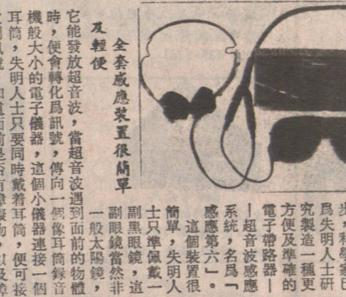 全套感應裝置很簡單
及輕便
步，科學家已
爲失明人士研
究製造一種更
方便及準確的
電子帶路器—
—超音波感應
系統，名爲「
感應第六」。
這個裝置很
簡單，失明人
士只準佩戴一
副黑眼鏡，這
副眼鏡當然非
一般太陽鏡，
它能發放超音波，當超音波遇到面前的物體
時，便會轉化爲訊號，傳向一個像耳筒錄音
機般大小的電子儀器，這個小儀器連接一個
耳筒，失明人士只要同時戴着耳筒，便可接